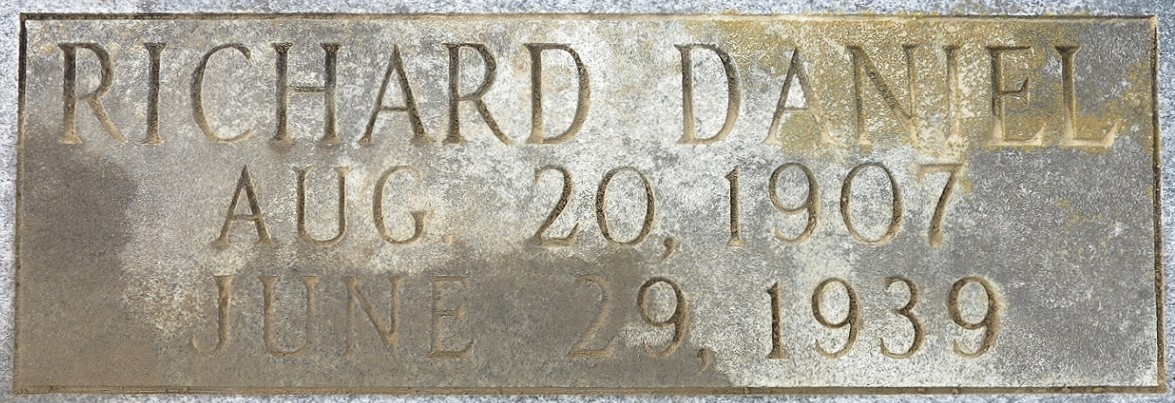 RICHARD DANIEL
AUG. 20, 1907
JUNE 29, 1939